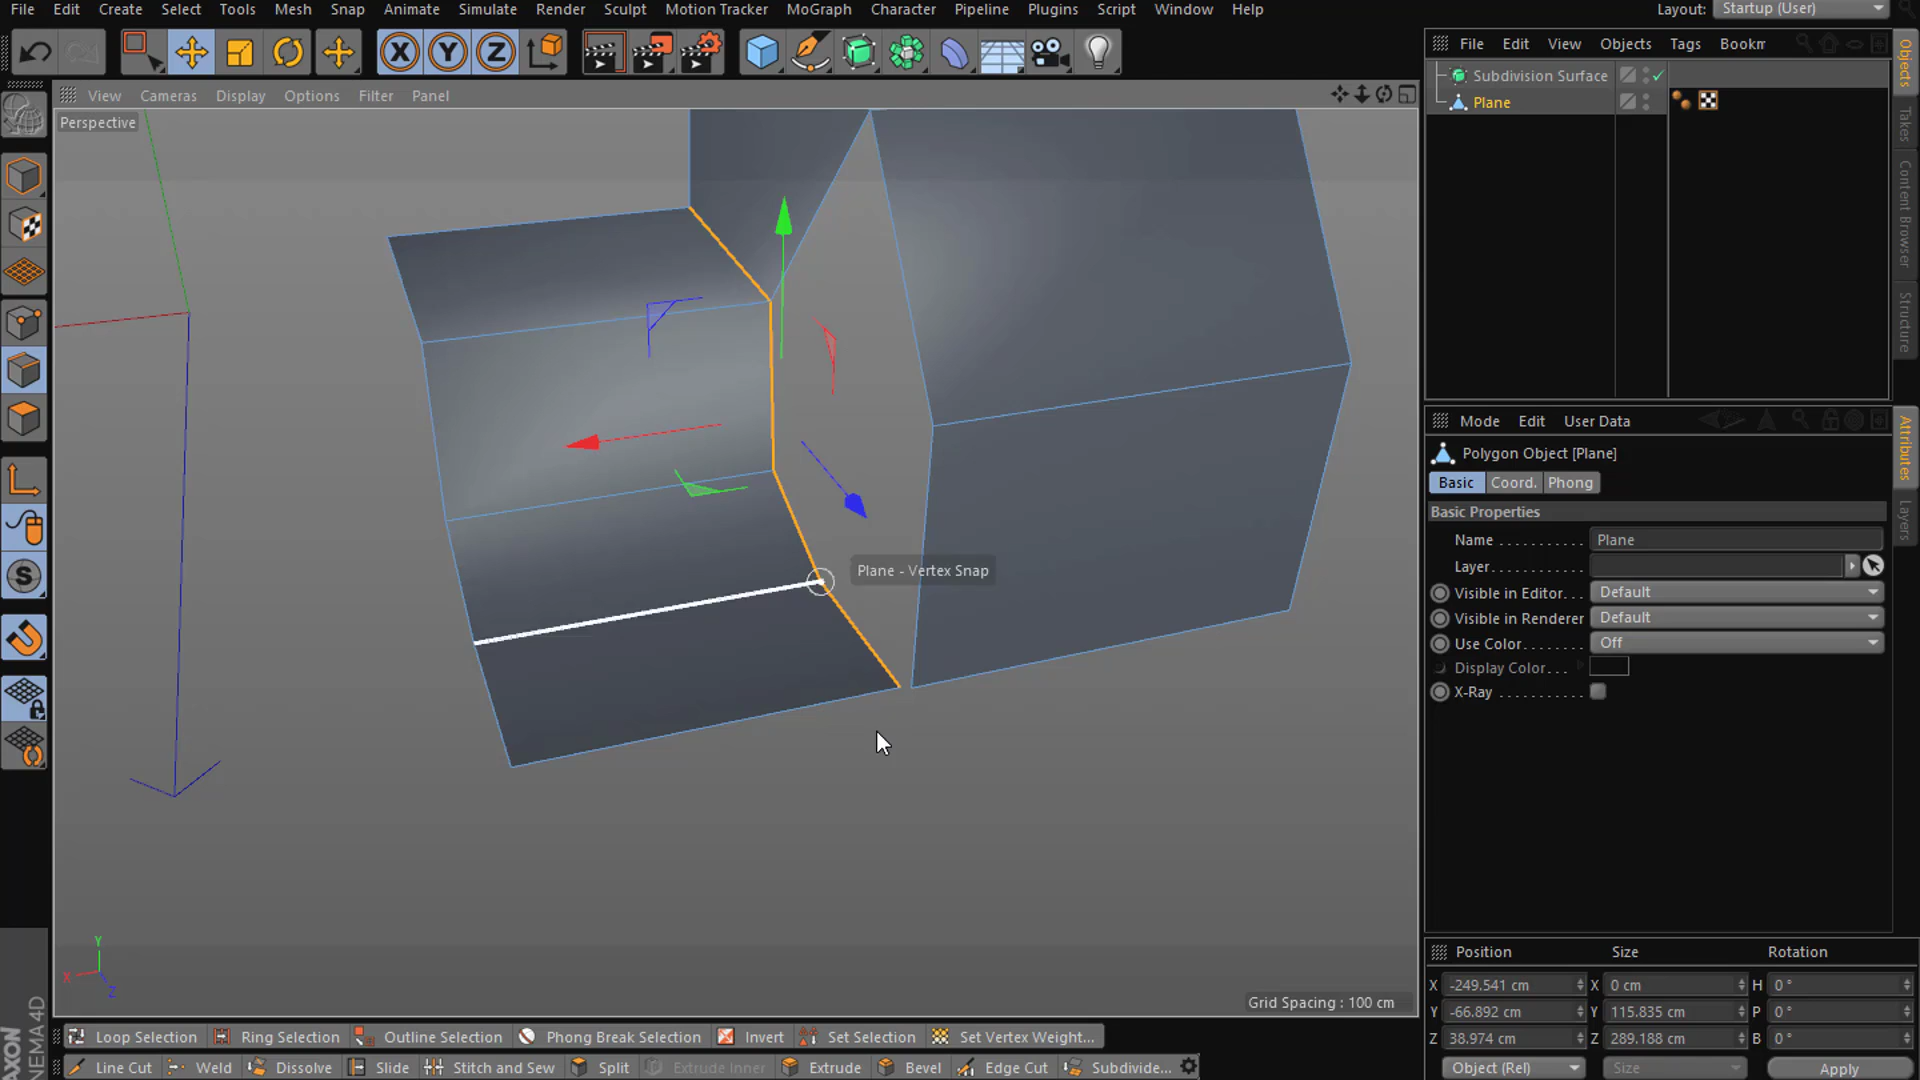 File Edit Create Select Tools Mesh Snap Animate Simulate Render Sculpt Motion Tracker MoGraph Character Pipeline Plugins Script Window Help
Layout: Startup (User)
X Y Z
File Edit View Objects Tags Bookm
View Cameras Display Options Filter Panel
Perspective
Subdivision Surface
Plane
Objects
Takes
Content Browser
Structure
Mode Edit User Data
Polygon Object [Plane]
Basic Coord. Phong
Basic Properties
Name Plane
Layer
Visible in Editor Default
Visible in Renderer Default
Use Color Off
Display Color
X-Ray
Attributes
Layers
Plane - Vertex Snap
S
Y
X
Z
Grid Spacing : 100 cm
Position Size Rotation
X -249.541 cm X 0 cm H 0 °
Y -66.892 cm Y 115.835 cm P 0 °
Z 38.974 cm Z 289.188 cm B 0 °
Object (Rel) Size Apply
Loop Selection Ring Selection Outline Selection Phong Break Selection Invert Set Selection Set Vertex Weight...
Line Cut Weld Dissolve Slide Stitch and Sew Split Extrude Inner Extrude Bevel Edge Cut Subdivide...